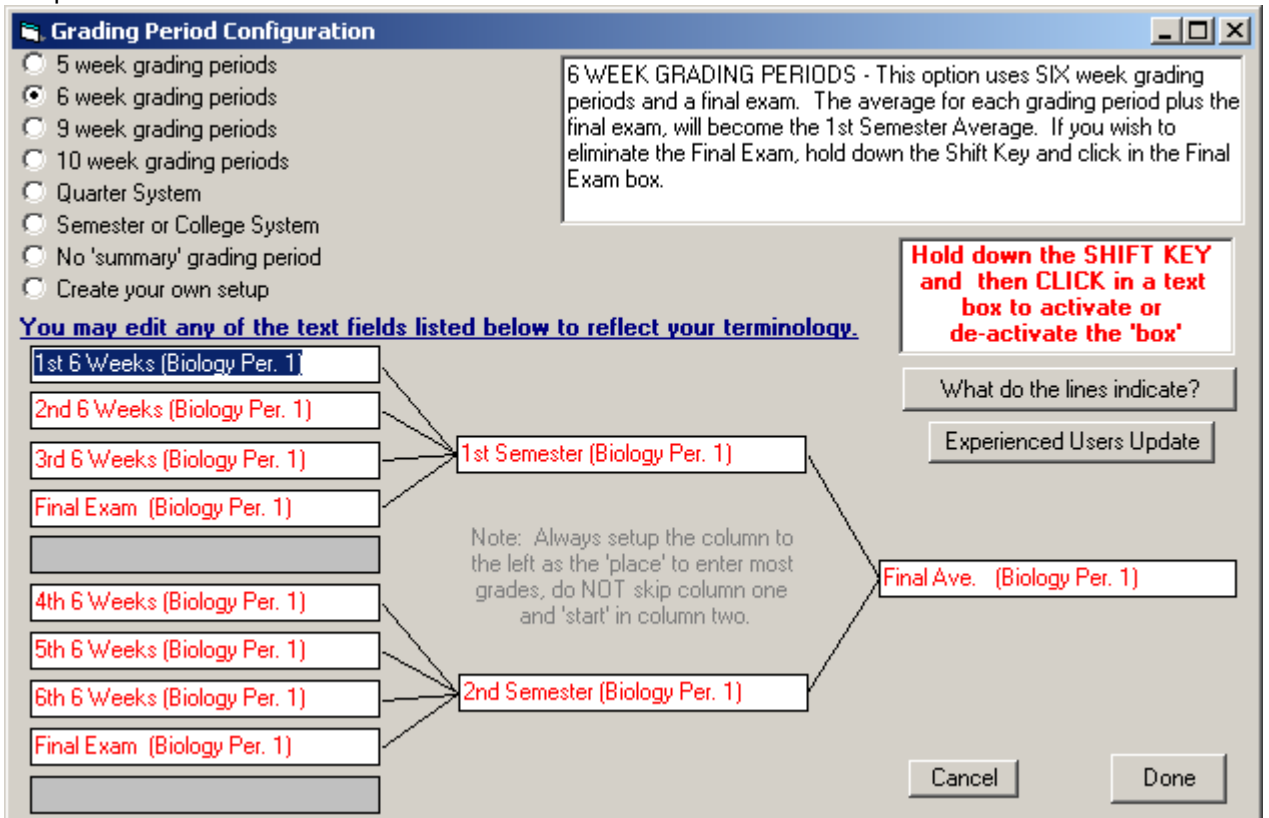 Grading Period Configuration
5 week grading periods
6 week grading periods
9 week grading periods
10 week grading periods
Quarter System
Semester or College System
No 'summary' grading period
Create your own setup
6 WEEK GRADING PERIODS - This option uses SIX week grading
periods and a final exam.  The average for each grading period plus the
final exam, will become the 1st Semester Average.  If you wish to
eliminate the Final Exam, hold down the Shift Key and click in the Final
Exam box.
Hold down the SHIFT KEY
and  then CLICK in a text
box to activate or
de-activate the 'box'
You may edit any of the text fields listed below to reflect your terminology.
What do the lines indicate?
Experienced Users Update
1st 6 Weeks (Biology Per. 1)
2nd 6 Weeks (Biology Per. 1)
3rd 6 Weeks (Biology Per. 1)
Final Exam  (Biology Per. 1)
4th 6 Weeks (Biology Per. 1)
5th 6 Weeks (Biology Per. 1)
6th 6 Weeks (Biology Per. 1)
Final Exam  (Biology Per. 1)
1st Semester (Biology Per. 1)
Note:  Always setup the column to
the left as the 'place' to enter most
grades, do NOT skip column one
and 'start' in column two.
2nd Semester (Biology Per. 1)
Final Ave.   (Biology Per. 1)
Cancel
Done